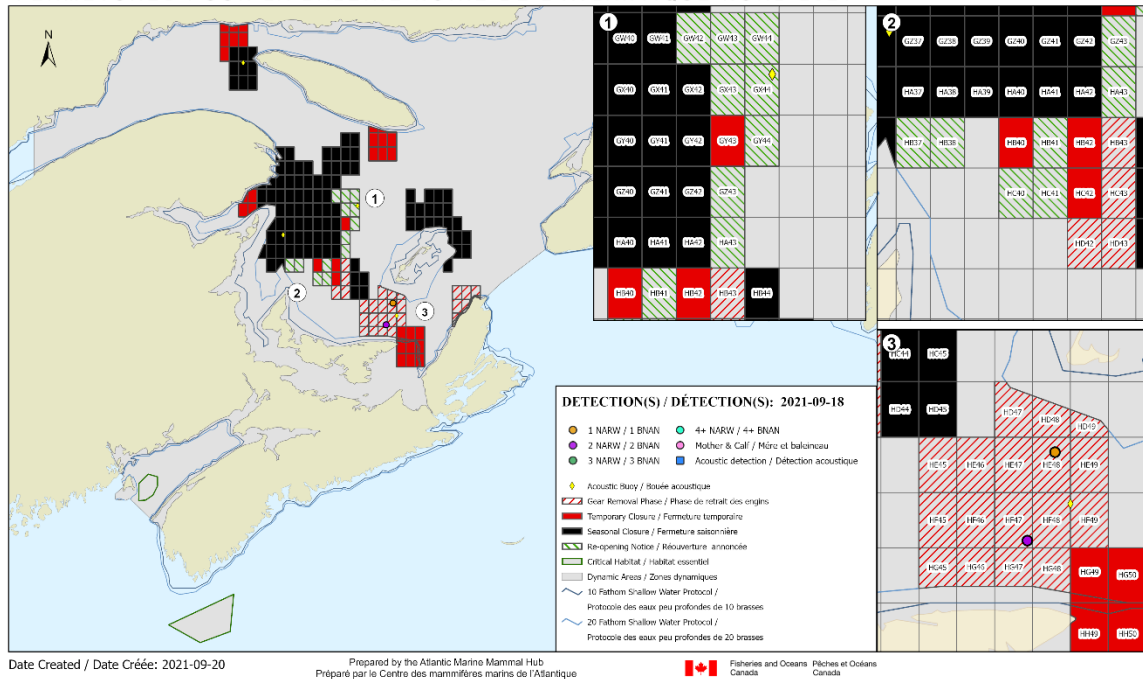 N
1
2
3
1
GW40 GW41 GW42 GW43 GW44
GX40 GX41 GX42 GX43 GX44
GY40 GY41 GY42 GY43 GY44
GZ40 GZ41 GZ42 GZ43
HA40 HA41 HA42 HA43
HB40 HB41 HB42 HB43 HB44
2
GZ37 GZ38 GZ39 GZ40 GZ41 GZ42 GZ43
HA37 HA38 HA39 HA40 HA41 HA42 HA43
HB37 HB38 HB40 HB41 HB42 HB43
HC40 HC41 HC42 HC43
HD42 HD43
3
HC44 HC45
HD44 HD45 HD47 HD48 HD49
HE45 HE46 HE47 HE48 HE49
HF45 HF46 HF47 HF48 HF49
HG45 HG46 HG47 HG48 HG49 HG50
HH49 HH50
DETECTION(S) / DÉTECTION(S): 2021-09-18
1 NARW / 1 BNAN 4+ NARW / 4+ BNAN
2 NARW / 2 BNAN Mother & Calf / Mère et baleineau
3 NARW / 3 BNAN Acoustic detection / Détection acoustique
Acoustic Buoy / Bouée acoustique
Gear Removal Phase / Phase de retrait des engins
Temporary Closure / Fermeture temporaire
Seasonal Closure / Fermeture saisonnière
Re-opening Notice / Réouverture annoncée
Critical Habitat / Habitat essentiel
Dynamic Areas / Zones dynamiques
10 Fathom Shallow Water Protocol /
Protocole des eaux peu profondes de 10 brasses
20 Fathom Shallow Water Protocol /
Protocole des eaux peu profondes de 20 brasses
Date Created / Date Créée: 2021-09-20
Prepared by the Atlantic Marine Mammal Hub
Préparé par le Centre des mammifères marins de l'Atlantique
Fisheries and Oceans Pêches et Océans
Canada Canada